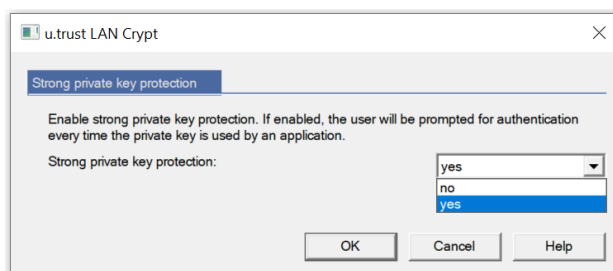 u.trust LAN Crypt
Strong private key protection
Enable strong private key protection. If enabled, the user will be prompted for authentication
every time the private key is used by an application.
Strong private key protection:
yes
no
yes
OK
Cancel
Help